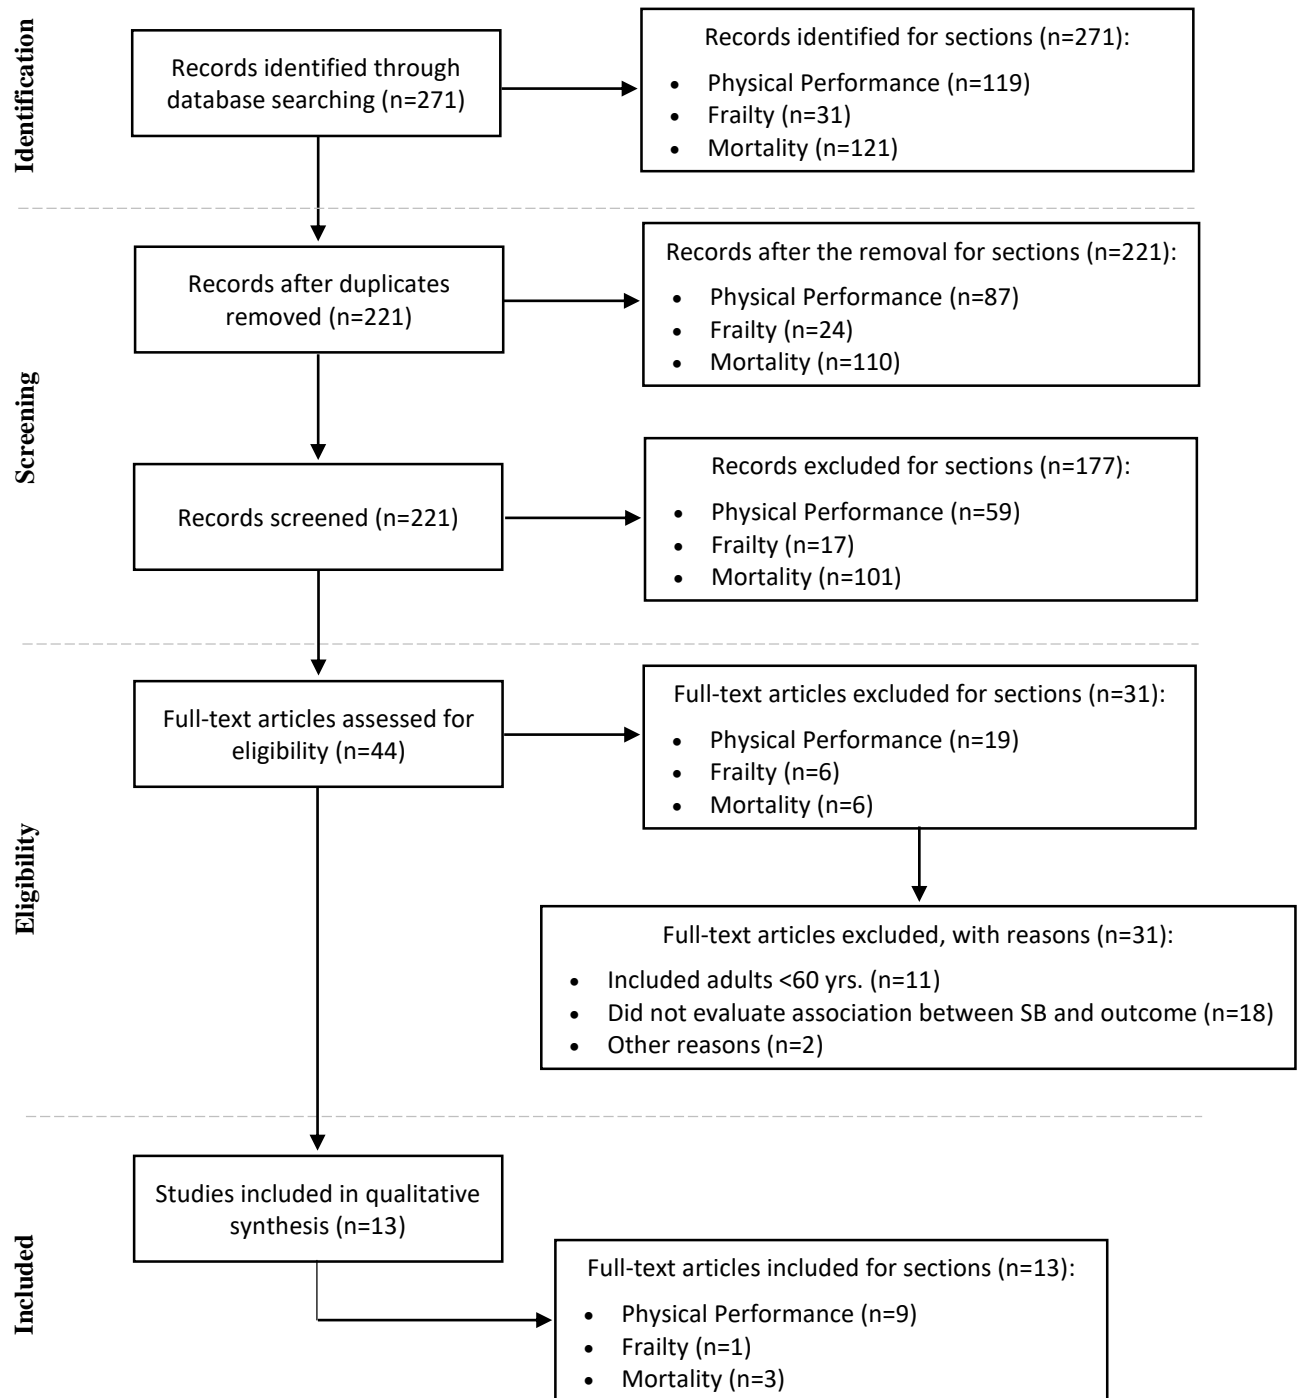 Identification
Records identified through
database searching (n=271)
Records identified for sections (n=271):
• Physical Performance (n=119)
• Frailty (n=31)
• Mortality (n=121)
Screening
Records after duplicates
removed (n=221)
Records after the removal for sections (n=221):
• Physical Performance (n=87)
• Frailty (n=24)
• Mortality (n=110)
Records screened (n=221)
Records excluded for sections (n=177):
• Physical Performance (n=59)
• Frailty (n=17)
• Mortality (n=101)
Eligibility
Full-text articles assessed for
eligibility (n=44)
Full-text articles excluded for sections (n=31):
• Physical Performance (n=19)
• Frailty (n=6)
• Mortality (n=6)
Full-text articles excluded, with reasons (n=31):
• Included adults <60 yrs. (n=11)
• Did not evaluate association between SB and outcome (n=18)
• Other reasons (n=2)
Included
Studies included in qualitative
synthesis (n=13)
Full-text articles included for sections (n=13):
• Physical Performance (n=9)
• Frailty (n=1)
• Mortality (n=3)